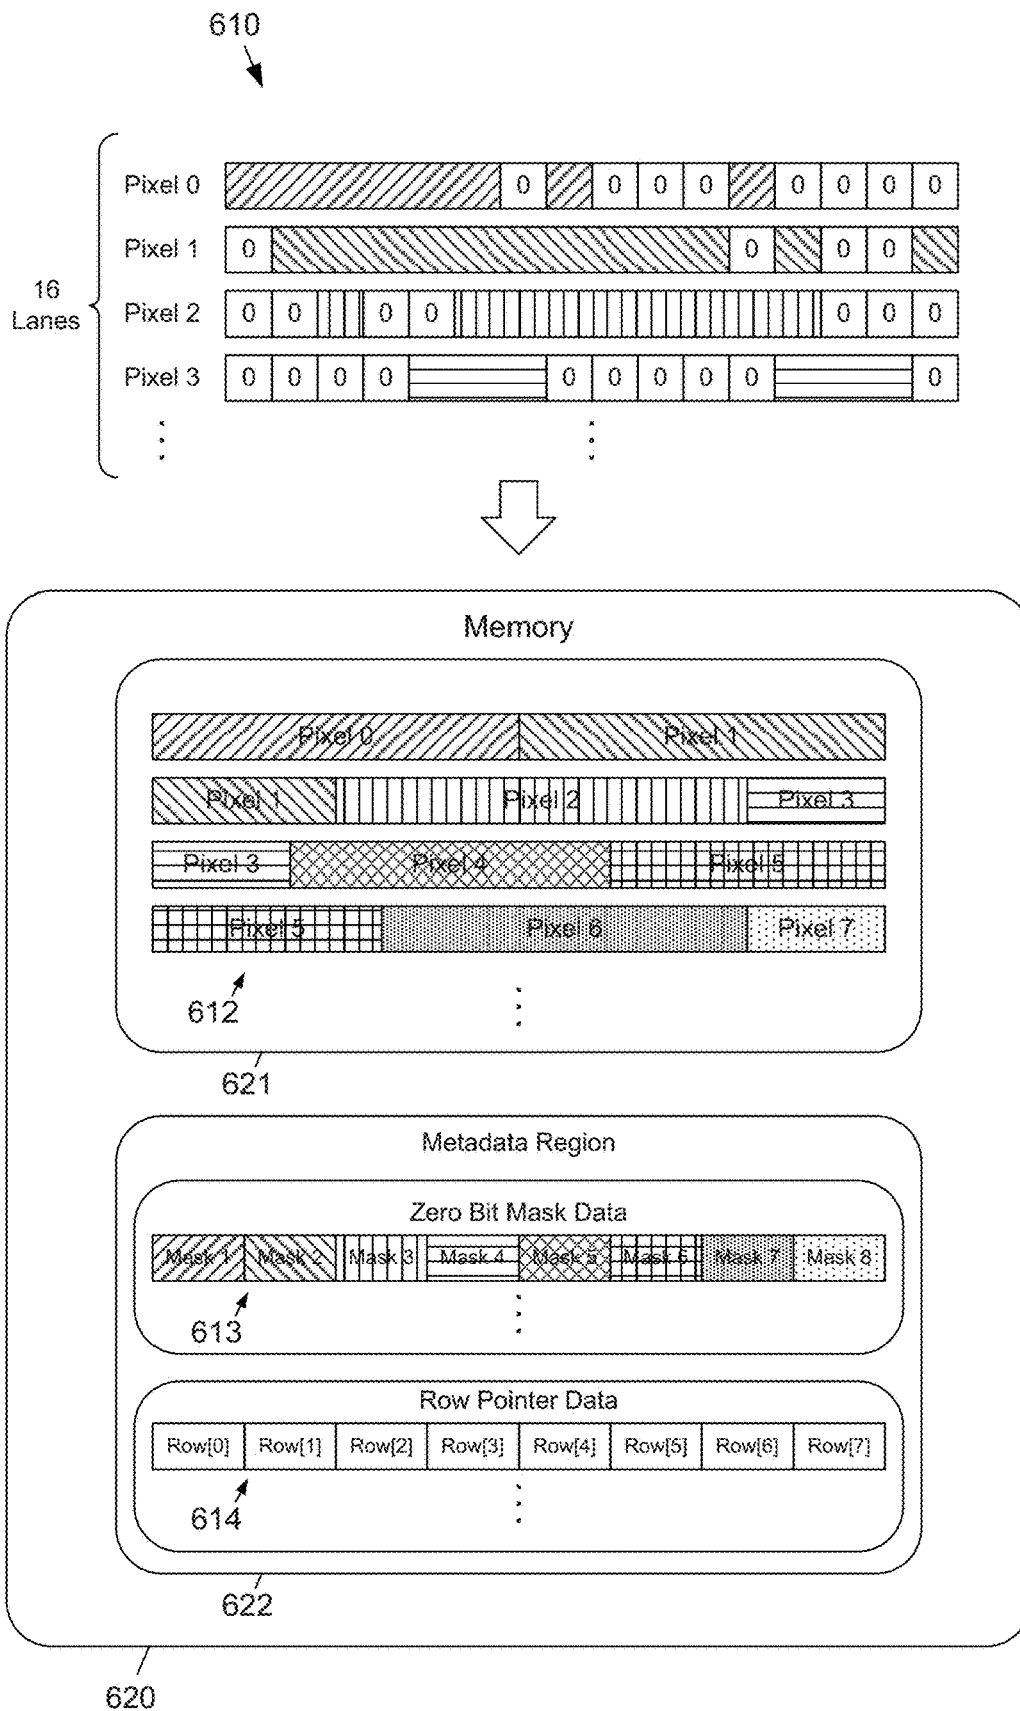 610
Pixel 0 0 0 0 0 0 0 0 0
Pixel 1 0 0 0 0
16
Lanes
Pixel 2 0 0 0 0 0 0 0
Pixel 3 0 0 0 0 0 0 0 0 0 0
Memory
Pixel 0 Pixel 1
Pixel 1 Pixel 2 Pixel 3
Pixel 3 Pixel 4 Pixel 5
Pixel 5 Pixel 6 Pixel 7
612
621
Metadata Region
Zero Bit Mask Data
Mask 1 Mask 2 Mask 3 Mask 4 Mask 5 Mask 6 Mask 7 Mask 8
613
Row Pointer Data
Row[0] Row[1] Row[2] Row[3] Row[4] Row[5] Row[6] Row[7]
614
622
620